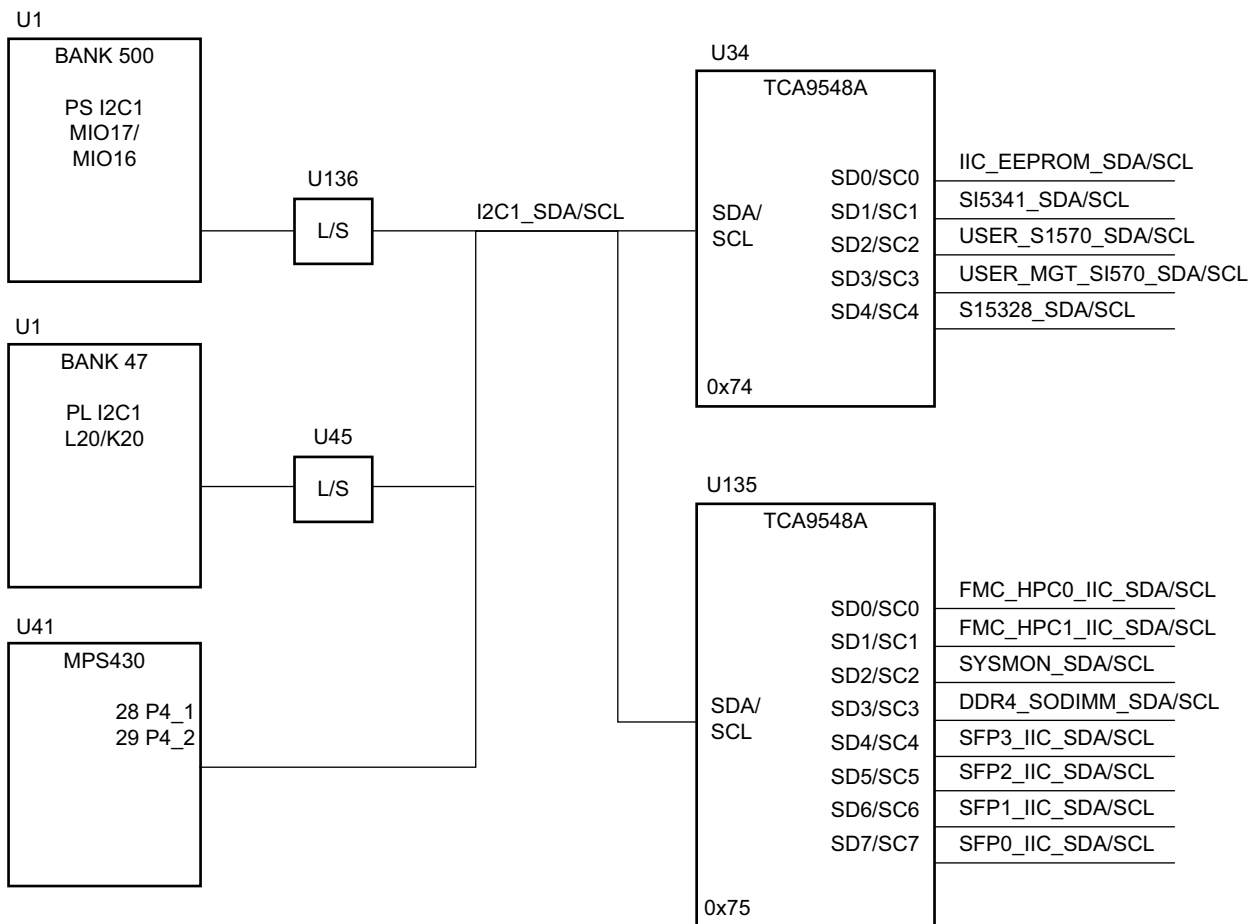 U1
BANK 500
PS I2C1
MIO17/
MIO16
U136
L/S
I2C1_SDA/SCL
U34
TCA9548A
SDA/
SCL
SD0/SC0
IIC_EEPROM_SDA/SCL
SD1/SC1
SI5341_SDA/SCL
SD2/SC2
USER_S1570_SDA/SCL
SD3/SC3
USER_MGT_SI570_SDA/SCL
SD4/SC4
S15328_SDA/SCL
0x74
U1
BANK 47
PL I2C1
L20/K20
U45
L/S
U41
MPS430
28 P4_1
29 P4_2
U135
TCA9548A
SDA/
SCL
SD0/SC0
FMC_HPC0_IIC_SDA/SCL
SD1/SC1
FMC_HPC1_IIC_SDA/SCL
SD2/SC2
SYSMON_SDA/SCL
SD3/SC3
DDR4_SODIMM_SDA/SCL
SD4/SC4
SFP3_IIC_SDA/SCL
SD5/SC5
SFP2_IIC_SDA/SCL
SD6/SC6
SFP1_IIC_SDA/SCL
SD7/SC7
SFP0_IIC_SDA/SCL
0x75